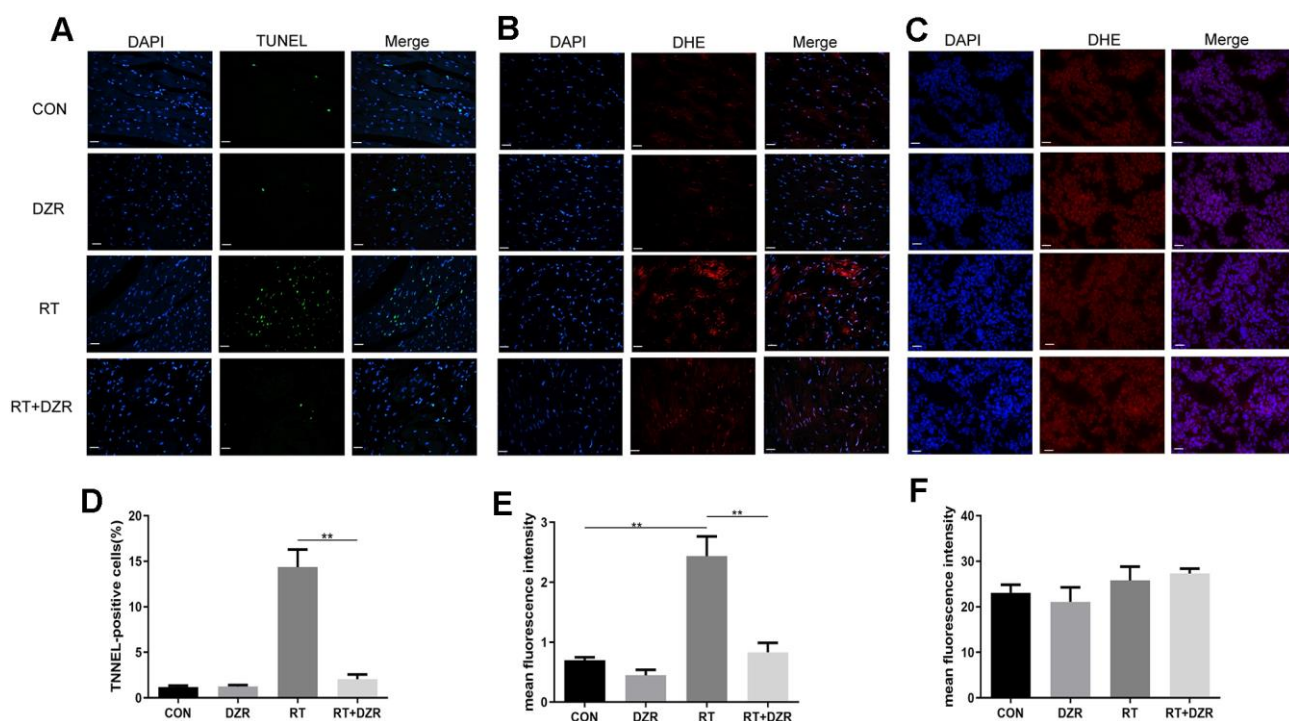 A
DAPI TUNEL Merge
B
DAPI DHE Merge
C
DAPI DHE Merge
CON
DZR
RT
RT+DZR
D
TNNEL-positive cells(%)
20
15
10
5
0
**
CON DZR RT RT+DZR
E
mean fluorescence intensity
3
2
1
0
**
**
CON DZR RT RT+DZR
F
mean fluorescence intensity
40
30
20
10
0
CON DZR RT RT+DZR